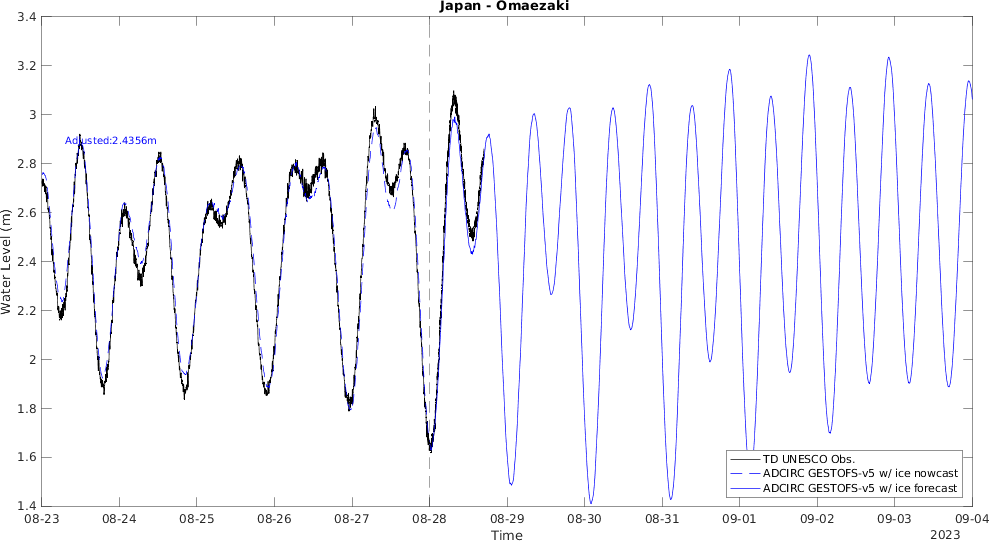 Japan - Omaezaki
3.4
3.2
3
2.8
2.6
2.4
2.2
2
1.8
1.6
1.4
Water Level (m)
Adjusted:2.4356m
TD UNESCO Obs.
ADCIRC GESTOFS-v5 w/ ice nowcast
ADCIRC GESTOFS-v5 w/ ice forecast
08-23 08-24 08-25 08-26 08-27 08-28 08-29 08-30 08-31 09-01 09-02 09-03 09-04
Time
2023